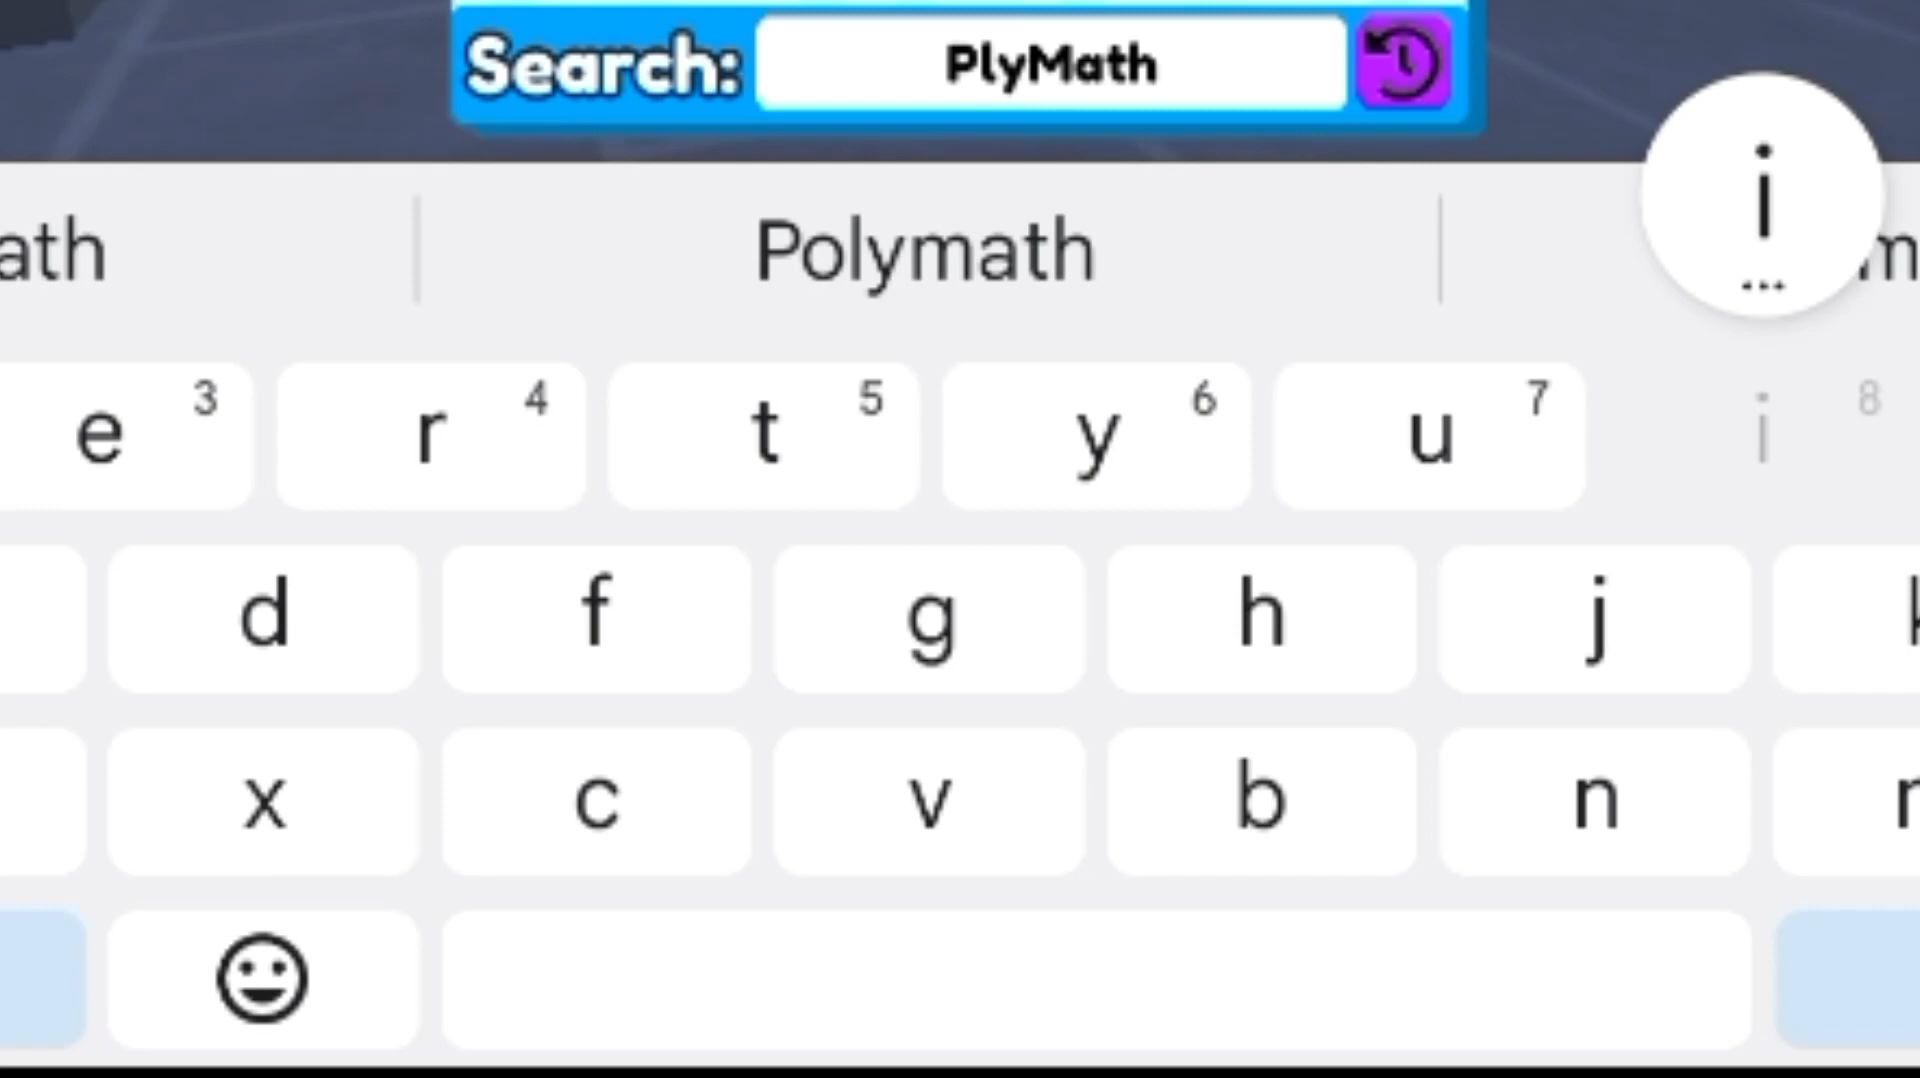 Search: PlyMath
ath Polymath
i
...
e 3 r 4 t 5 y 6 u 7 i 8
d f g h j
x c v b n